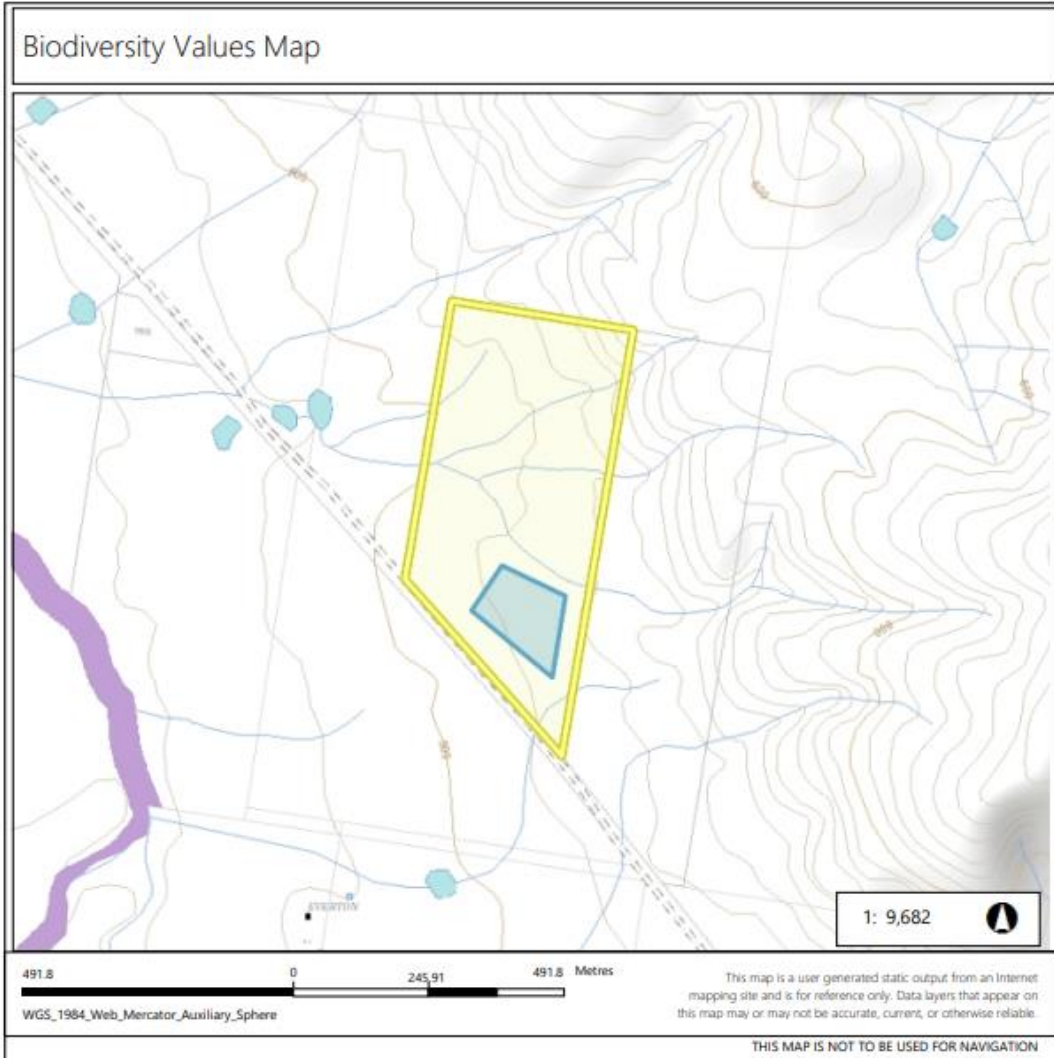 Biodiversity Values Map
EVERTON
1: 9,682
491.8 0 245.91 491.8 Metres
WGS_1984_Web_Mercator_Auxiliary_Sphere
This map is a user generated static output from an Internet
mapping site and is for reference only. Data layers that appear on
this map may or may not be accurate, current, or otherwise reliable.
THIS MAP IS NOT TO BE USED FOR NAVIGATION